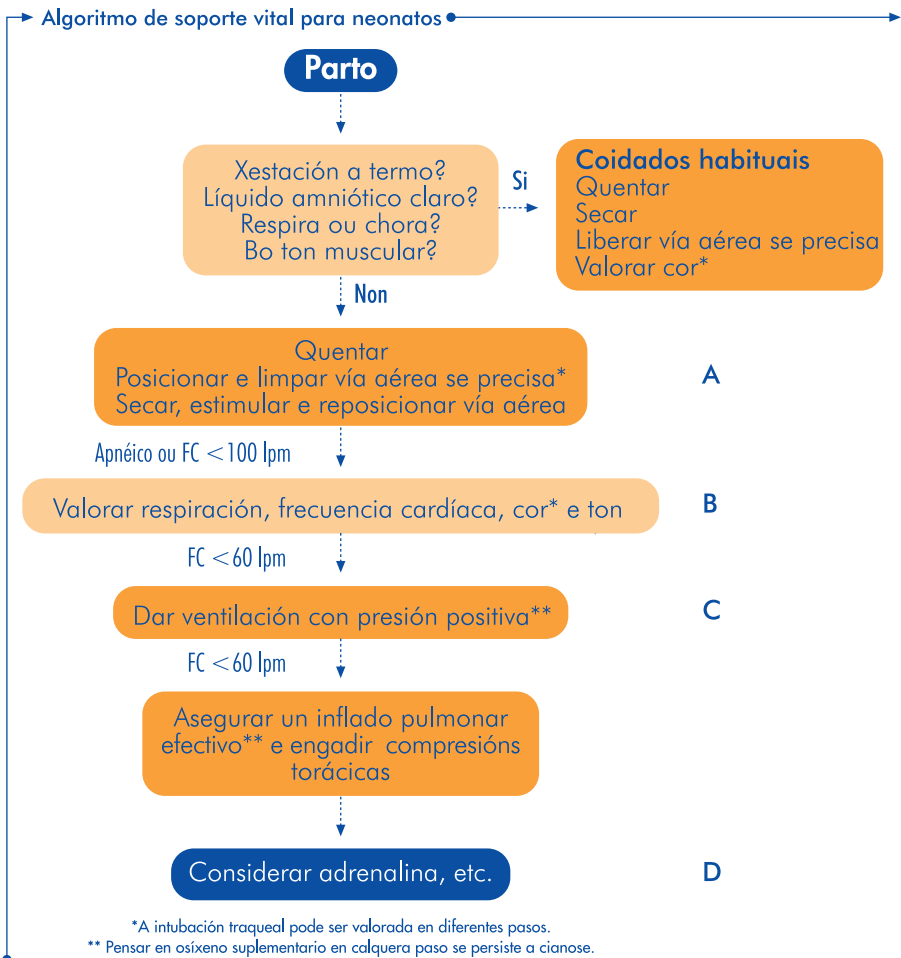 Algoritmo de soporte vital para neonatos
Parto
Xestación a termo?
Líquido amniótico claro?
Respira ou chora?
Bo ton muscular?
Si
Coidados habituais
Quentar
Secar
Liberar vía aérea se precisa
Valorar cor*
Non
Quentar
Posicionar e limpar vía aérea se precisa*
Secar, estimular e reposicionar vía aérea
A
Apnéico ou FC <100 lpm
Valorar respiración, frecuencia cardíaca, cor* e ton
B
FC <60 lpm
Dar ventilación con presión positiva**
C
FC <60 lpm
Asegurar un inflado pulmonar
efectivo** e engadir compresións
torácicas
Considerar adrenalina, etc.
D
*A intubación traqueal pode ser valorada en diferentes pasos.
** Pensar en osíxeno suplementario en calquera paso se persiste a cianose.